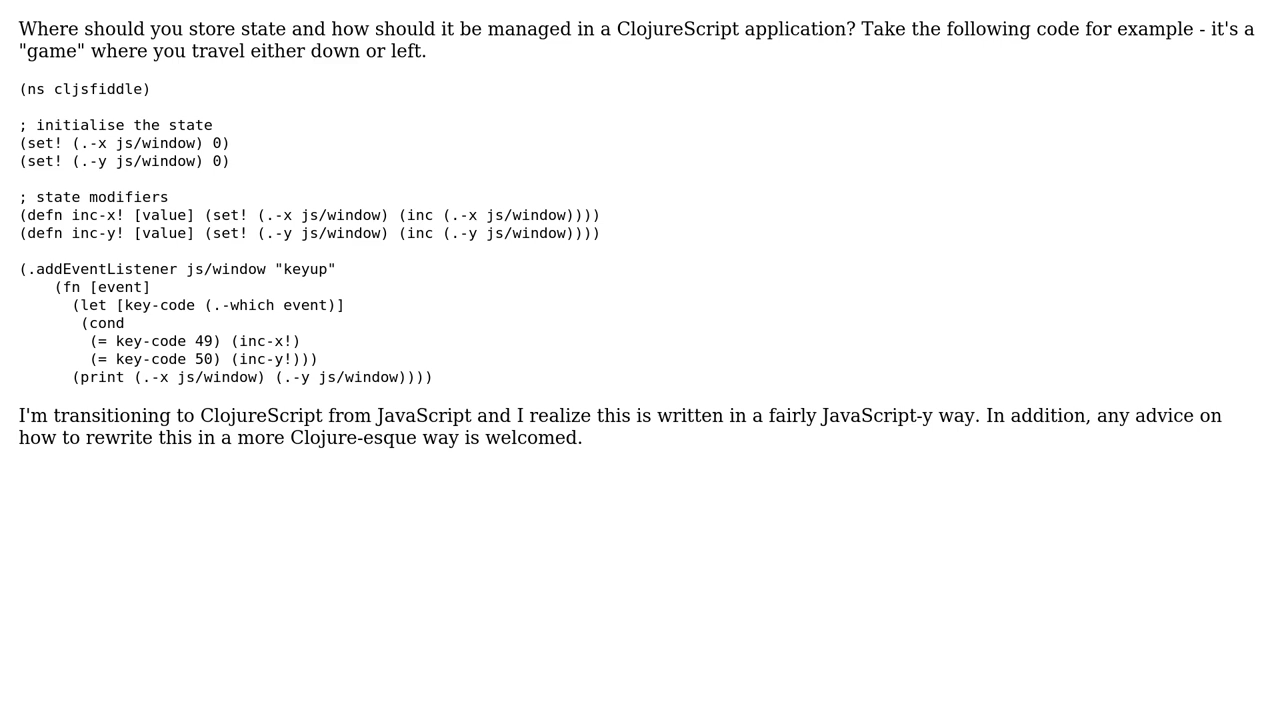 Where should you store state and how should it be managed in a ClojureScript application? Take the following code for example - it's a
"game" where you travel either down or left.
(ns cljsfiddle)
; initialise the state
(set! (.-x js/window) 0)
(set! (.-y js/window) 0)
; state modifiers
(defn inc-x! [value] (set! (.-x js/window) (inc (.-x js/window))))
(defn inc-y! [value] (set! (.-y js/window) (inc (.-y js/window))))
(.addEventListener js/window "keyup"
    (fn [event]
      (let [key-code (.-which event)]
       (cond
        (= key-code 49) (inc-x!)
        (= key-code 50) (inc-y!)))
      (print (.-x js/window) (.-y js/window))))
I'm transitioning to ClojureScript from JavaScript and I realize this is written in a fairly JavaScript-y way. In addition, any advice on
how to rewrite this in a more Clojure-esque way is welcomed.